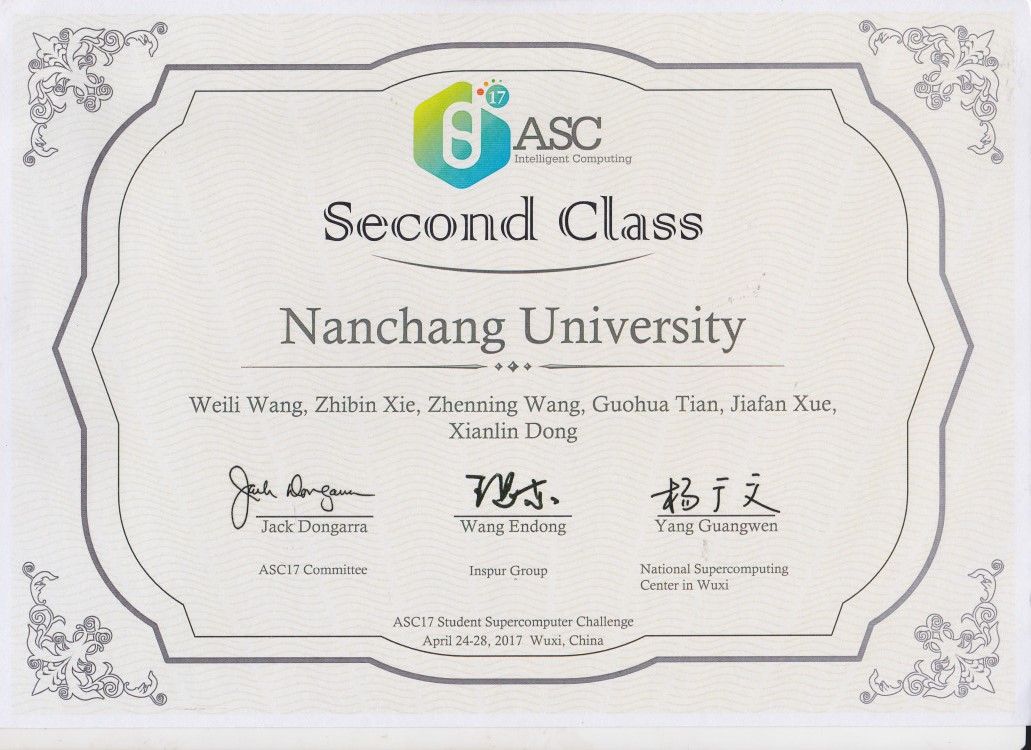 17
ASC
Intelligent Computing
Second Class
Nanchang University
Weili Wang, Zhibin Xie, Zhenning Wang, Guohua Tian, Jiafan Xue,
Xianlin Dong
Jack Dongarra
杨广文
Jack Dongarra
Wang Endong
Yang Guangwen
ASC17 Committee
Inspur Group
National Supercomputing
Center in Wuxi
ASC17 Student Supercomputer Challenge
April 24-28, 2017 Wuxi, China